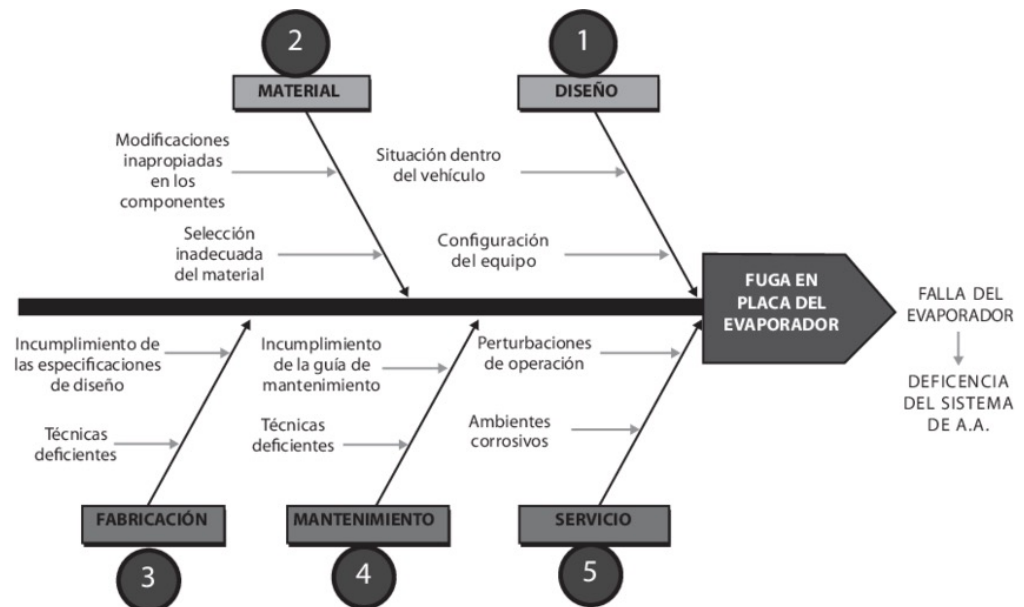 2
MATERIAL
1
DISEÑO
Modificaciones
inapropiadas
en los
componentes
Selección
inadecuada
del material
Situación dentro
del vehículo
Configuración
del equipo
FUGA EN
PLACA DEL
EVAPORADOR
FALLA DEL
EVAPORADOR
DEFICENCIA
DEL SISTEMA
DE A.A.
Incumplimiento de
las especificaciones
de diseño
Técnicas
deficientes
Incumplimiento
de la guía de
mantenimiento
Técnicas
deficientes
Perturbaciones
de operación
Ambientes
corrosivos
FABRICACIÓN
3
MANTENIMIENTO
4
SERVICIO
5